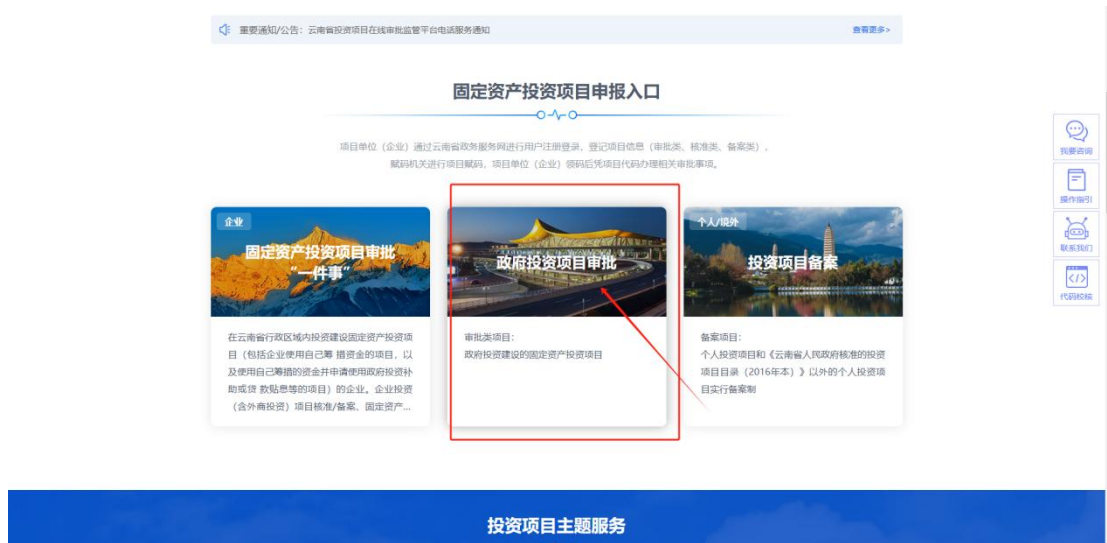 重要通知/公告：云南省投资项目在线审批监管平台电话服务通知
查看更多>
固定资产投资项目申报入口
项目单位（企业）通过云南省政务服务网进行用户注册登录，登记项目信息（审批类、核准类、备案类），
赋码机关进行项目赋码，项目单位（企业）领码后凭项目代码办理相关审批事项。
企业
固定资产投资项目审批
“一件事”
在云南省行政区域内投资建设固定资产投资项
目（包括企业使用自己筹 措资金的项目，以
及使用自己筹措的资金并申请使用政府投资补
助或贷 款贴息等的项目）的企业。企业投资
（含外商投资）项目核准/备案、固定资产...
政府投资项目审批
审批类项目：
政府投资建设的固定资产投资项目
个人/境外
投资项目备案
备案项目：
个人投资项目和《云南省人民政府核准的投资
项目目录（2016年本）》以外的个人投资项
目实行备案制
我要咨询
操作指引
联系我们
代码校核
投资项目主题服务